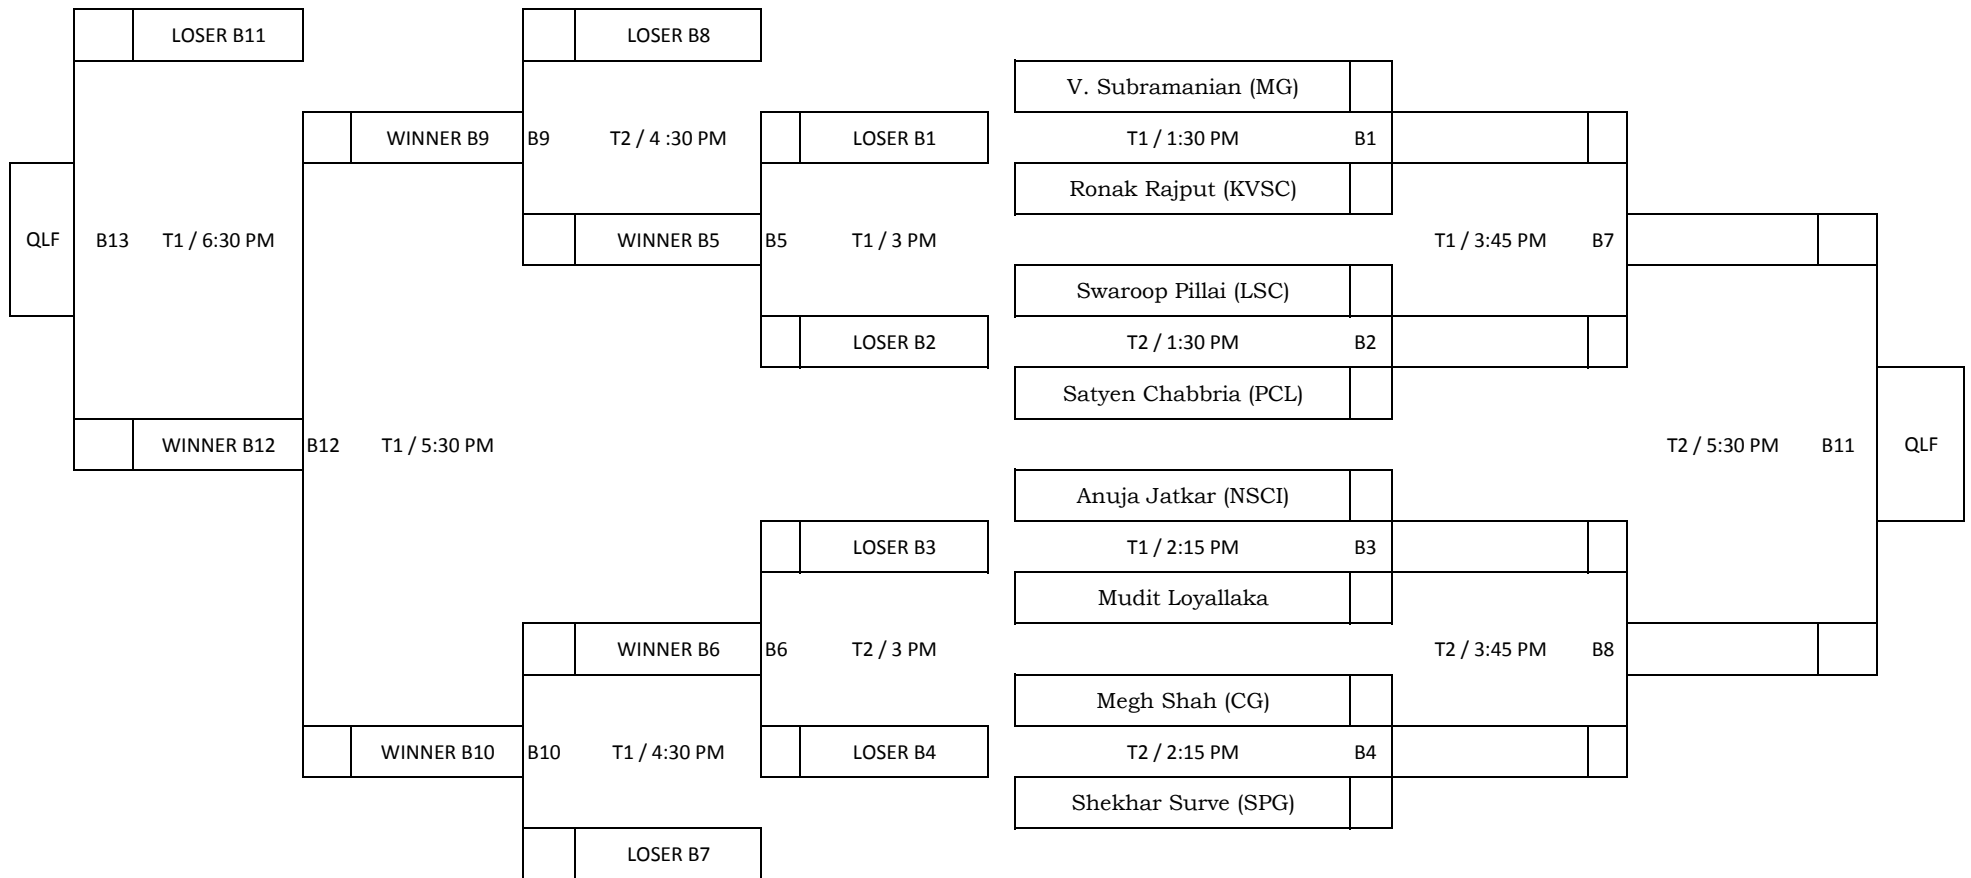 LOSER B11 LOSER B8
V. Subramanian (MG)
WINNER B9 B9 T2 / 4 :30 PM LOSER B1 T1 / 1:30 PM B1
Ronak Rajput (KVSC)
QLF B13 T1 / 6:30 PM WINNER B5 B5 T1 / 3 PM T1 / 3:45 PM B7
Swaroop Pillai (LSC)
LOSER B2 T2 / 1:30 PM B2
Satyen Chabbria (PCL)
WINNER B12 B12 T1 / 5:30 PM T2 / 5:30 PM B11 QLF
Anuja Jatkar (NSCI)
LOSER B3 T1 / 2:15 PM B3
Mudit Loyallaka
WINNER B6 B6 T2 / 3 PM T2 / 3:45 PM B8
Megh Shah (CG)
WINNER B10 B10 T1 / 4:30 PM LOSER B4 T2 / 2:15 PM B4
Shekhar Surve (SPG)
LOSER B7